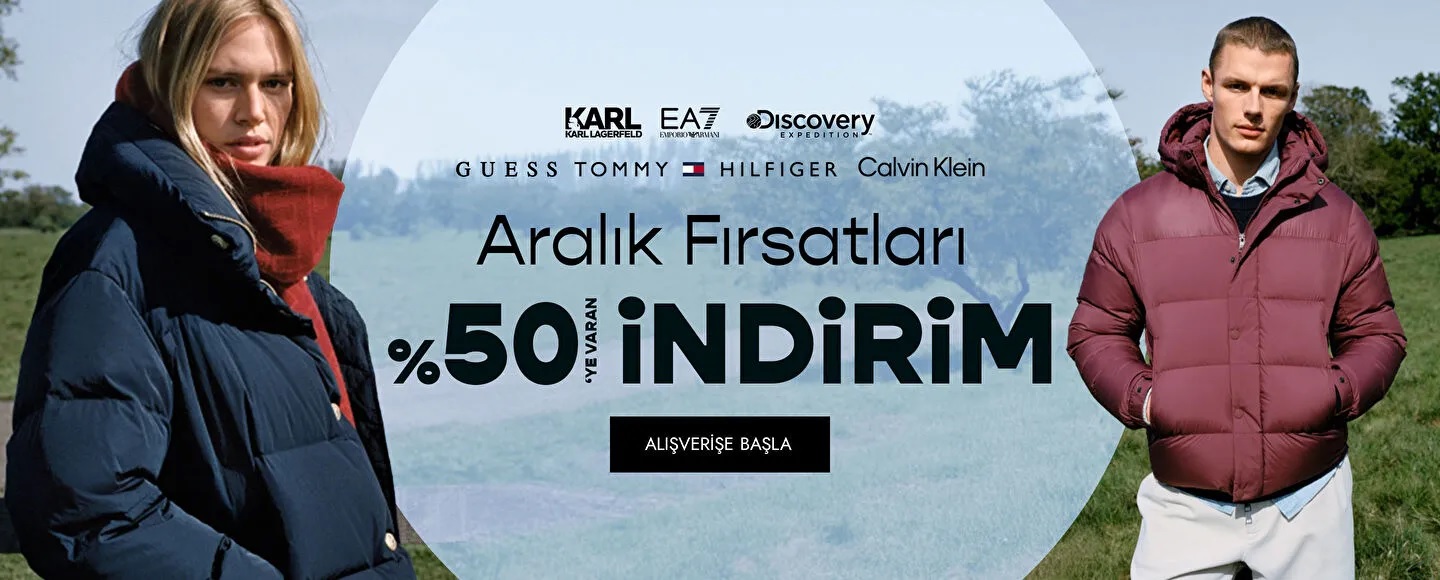 KARL EA7 Discovery
KARL LAGERFELD EMPORIO ARMANI EXPEDITION
GUESS TOMMY HILFIGER Calvin Klein
Aralık Fırsatları
%50 'YE VARAN İNDİRİM
ALIŞVERİŞE BAŞLA